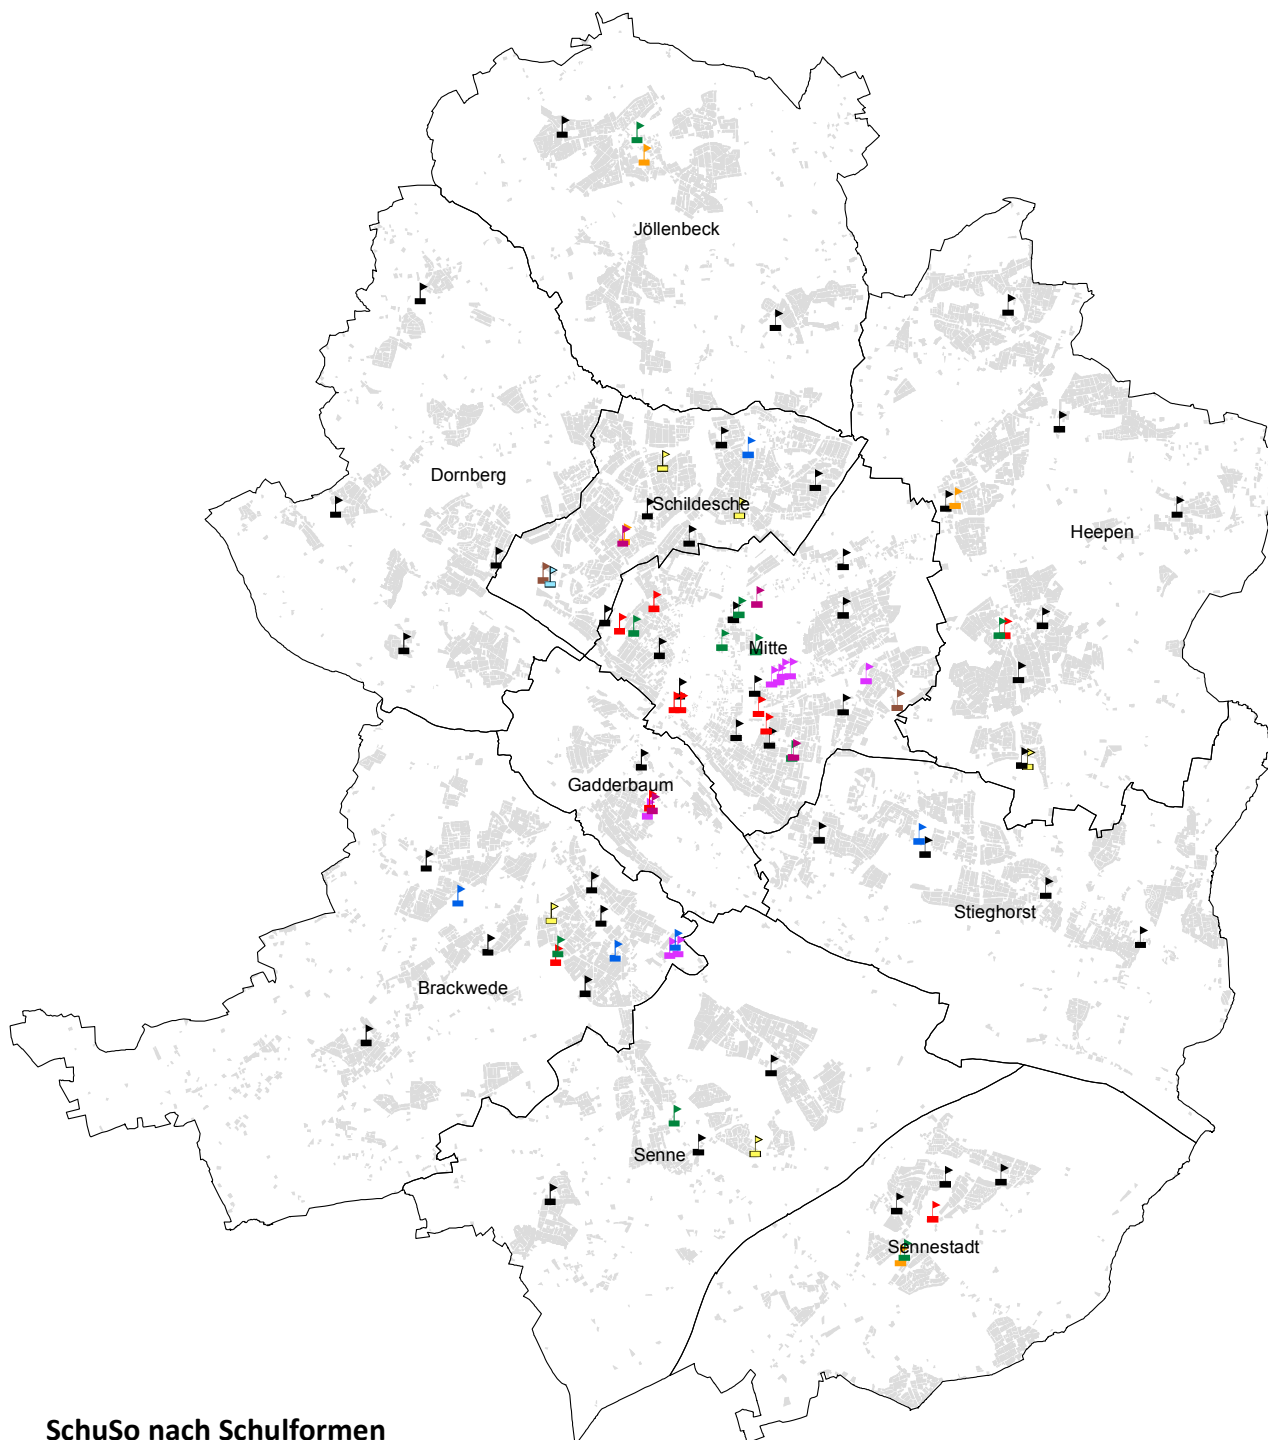 Jöllenbeck
Dornberg
Schildesche
Heepen
Mitte
Gadderbaum
Stieghorst
Brackwede
Senne
Sennestadt
SchuSo nach Schulformen